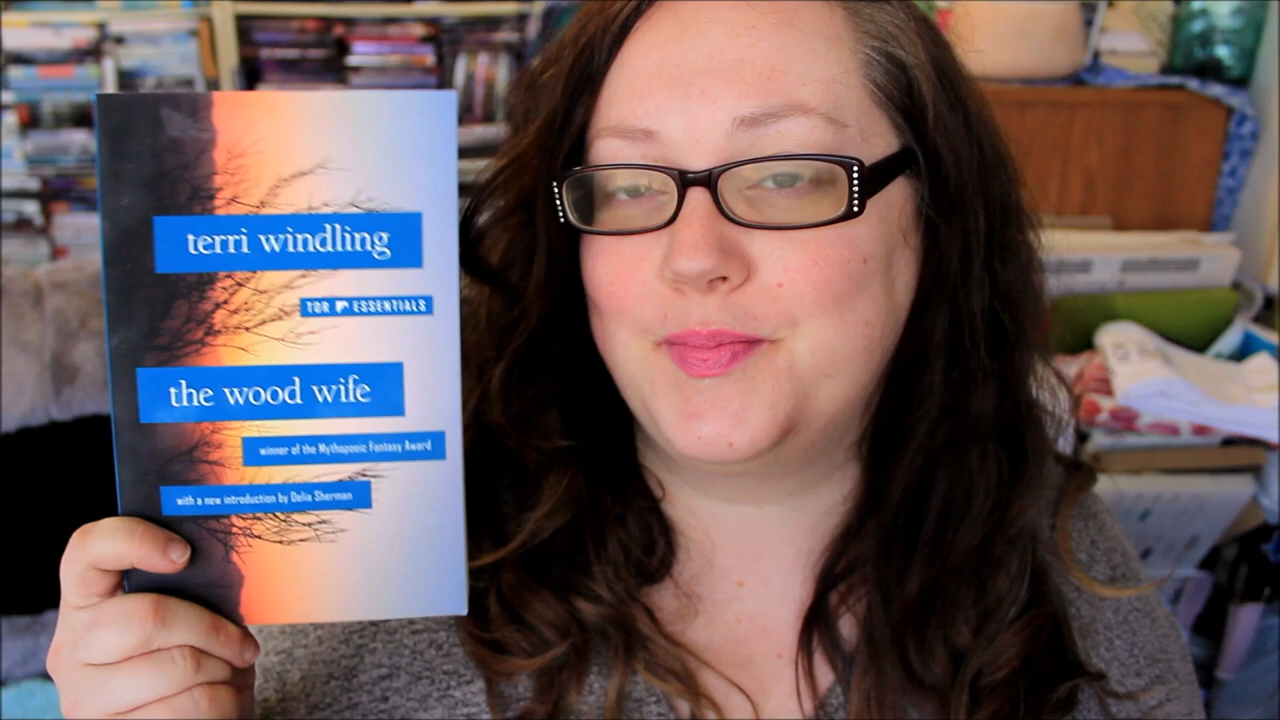 terri windling
TOR ESSENTIALS
the wood wife
winner of the Mythopoeic Fantasy Award
with a new introduction by Delia Sherman